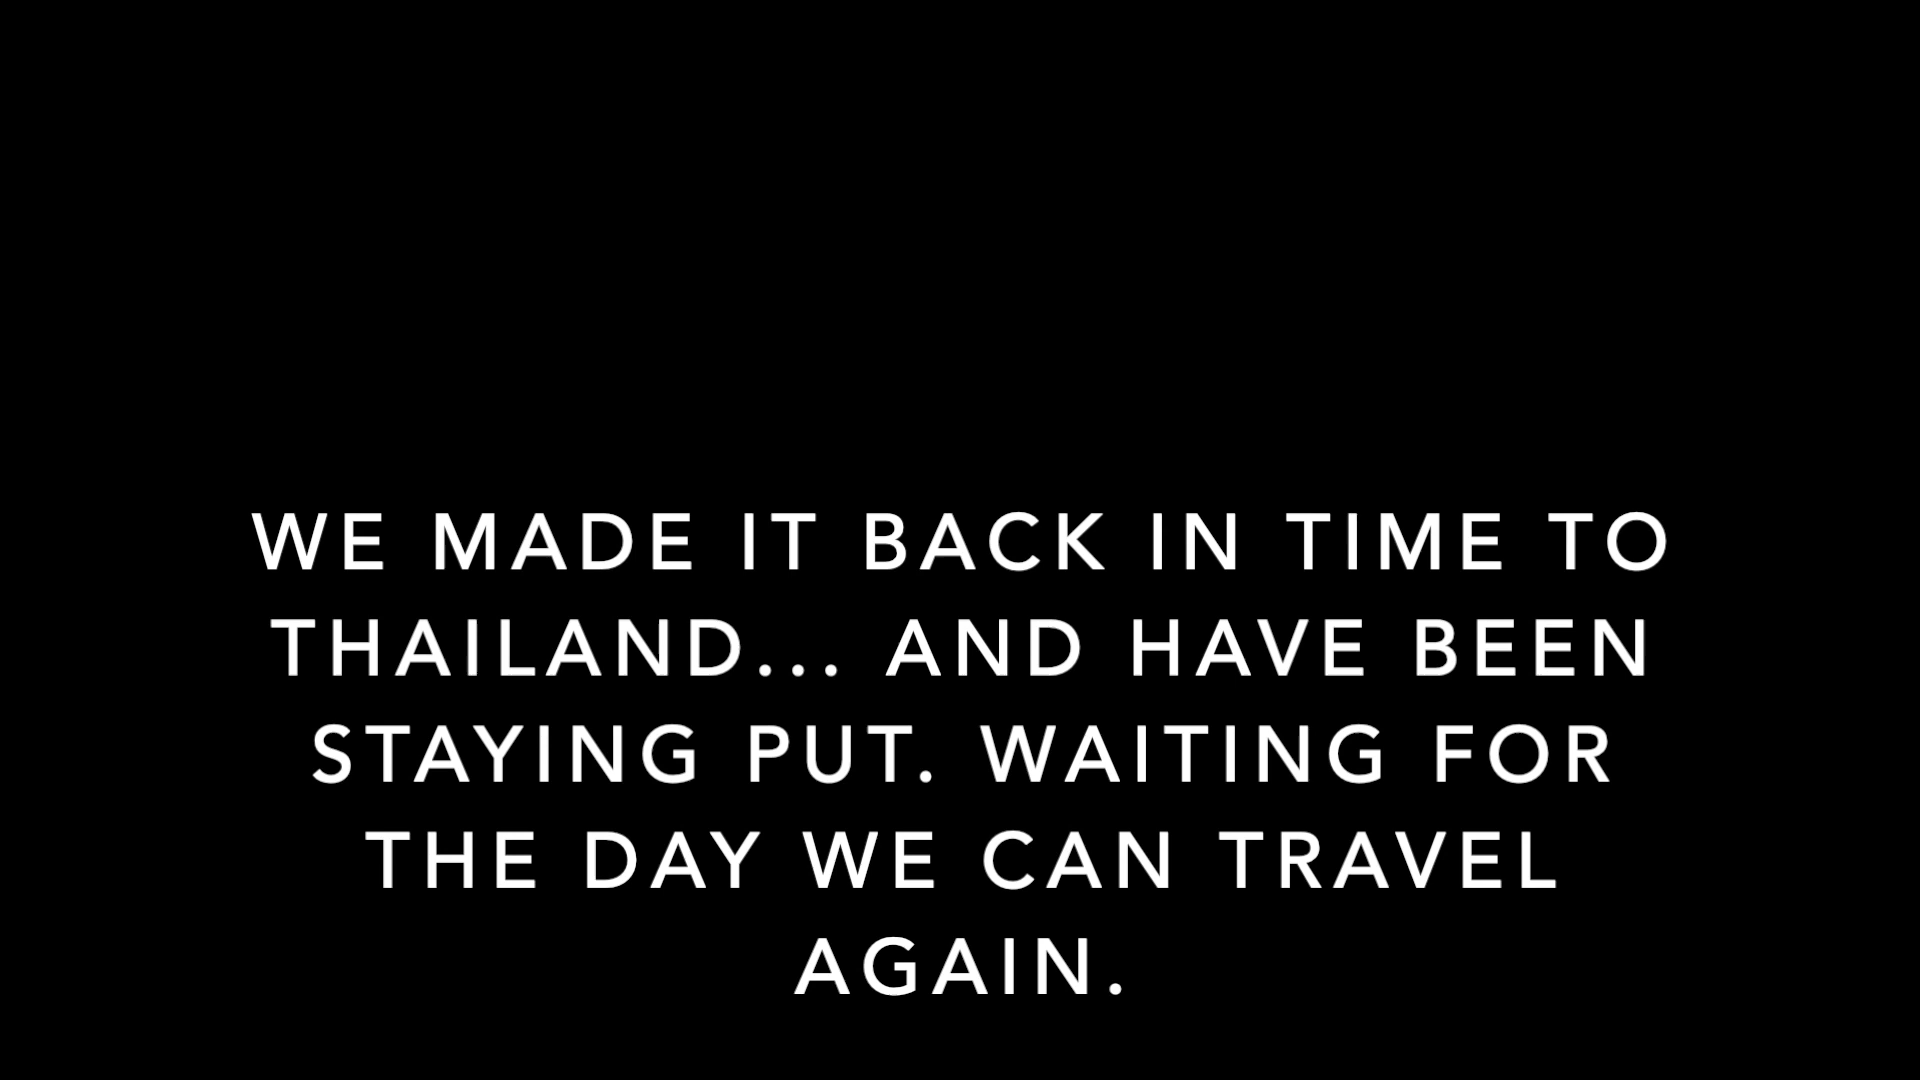 WE MADE IT BACK IN TIME TO
THAILAND... AND HAVE BEEN
STAYING PUT. WAITING FOR
THE DAY WE CAN TRAVEL
AGAIN.